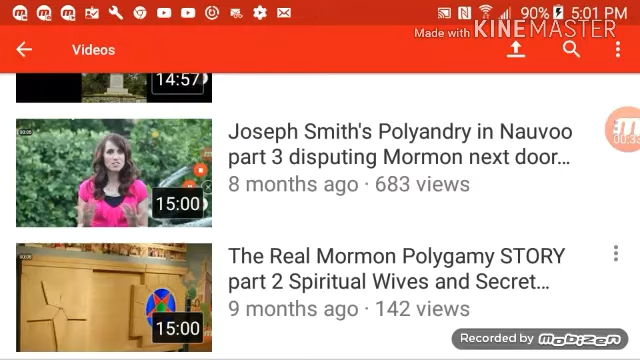 90% 5:01 PM
Made with KINEMASTER
Videos
14:57
00:33
Joseph Smith's Polyandry in Nauvoo
part 3 disputing Mormon next door...
8 months ago · 683 views
15:00
The Real Mormon Polygamy STORY
part 2 Spiritual Wives and Secret...
9 months ago · 142 views
15:00
Recorded by mobizen